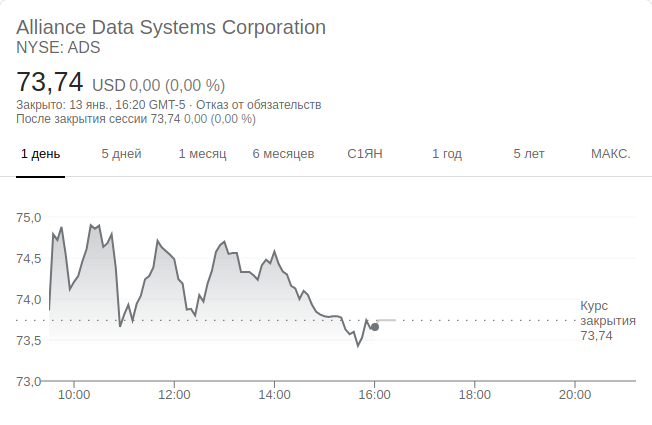 Alliance Data Systems Corporation
NYSE: ADS
73,74 USD 0,00 (0,00 %)
Закрыто: 13 янв., 16:20 GMT-5 · Отказ от обязательств
После закрытия сессии 73,74 0,00 (0,00 %)
1 день 5 дней 1 месяц 6 месяцев С1ЯН 1 год 5 лет МАКС.
75,0
74,5
74,0
Курс
закрытия
73,74
73,5
73,0
10:00 12:00 14:00 16:00 18:00 20:00